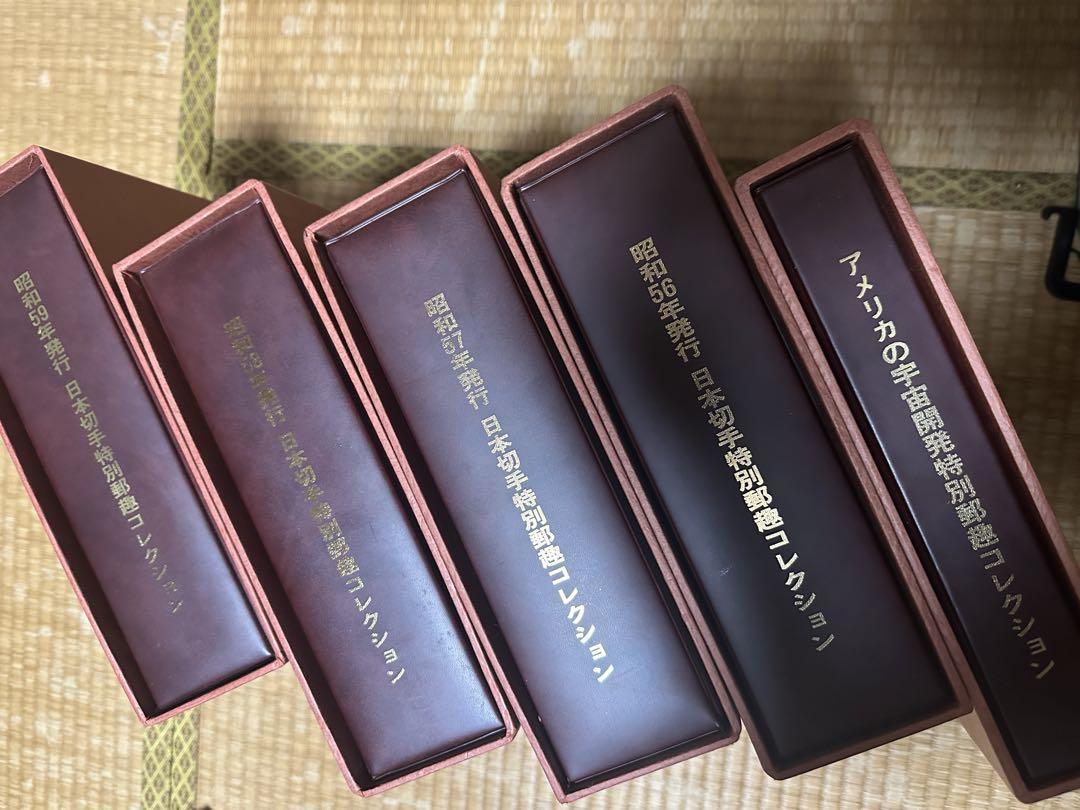 昭和59年発行 日本切手特別郵趣コレクション
昭和58年発行 日本切手特別郵趣コレクション
昭和57年発行 日本切手特別郵趣コレクション
昭和56年発行 日本切手特別郵趣コレクション
アメリカの宇宙開発特別郵趣コレクション